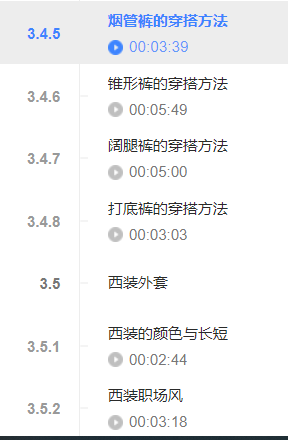 3.4.5 烟管裤的穿搭方法
00:03:39
3.4.6 锥形裤的穿搭方法
00:05:49
3.4.7 阔腿裤的穿搭方法
00:05:00
3.4.8 打底裤的穿搭方法
00:03:03
3.5 西装外套
3.5.1 西装的颜色与长短
00:02:44
3.5.2 西装职场风
00:03:18